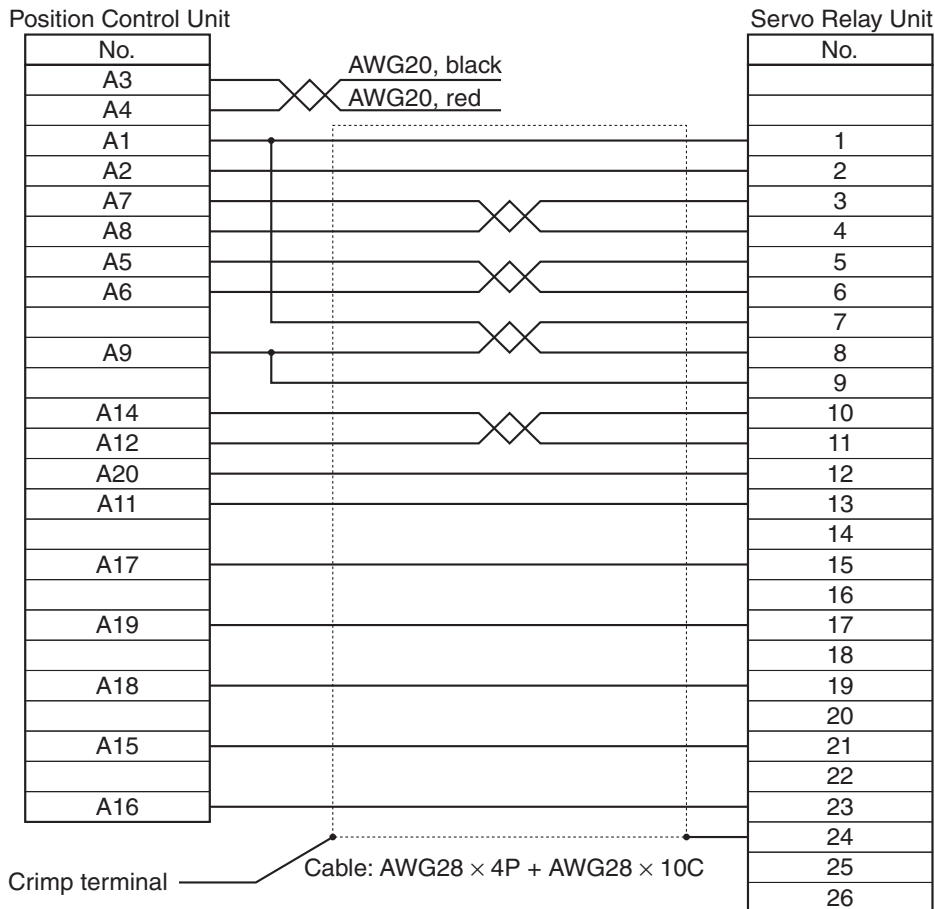 Position Control Unit
Servo Relay Unit
No.
No.
A3
AWG20, black
A4
AWG20, red
A1
1
A2
2
A7
3
A8
4
A5
5
A6
6
7
A9
8
9
A14
10
A12
11
A20
12
A11
13
14
A17
15
16
A19
17
18
A18
19
20
A15
21
22
A16
23
24
Crimp terminal
Cable: AWG28 × 4P + AWG28 × 10C
25
26